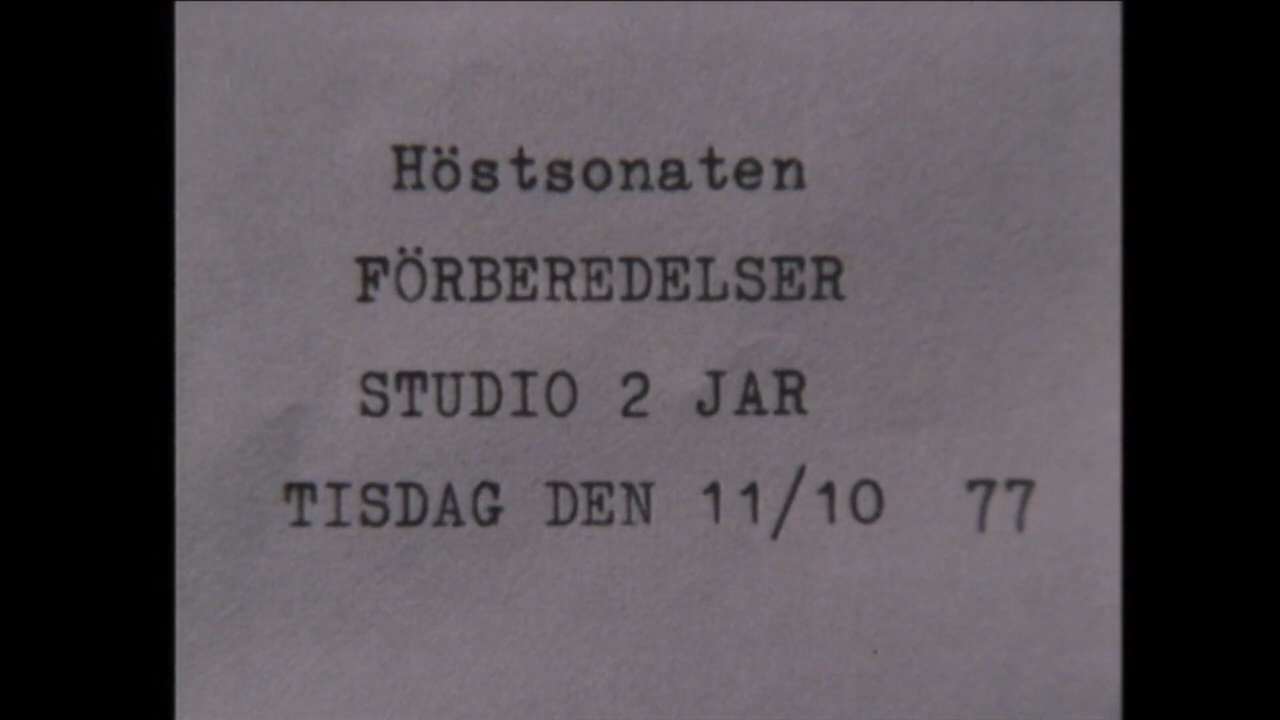 Höstsonaten
FÖRBEREDELSER
STUDIO 2 JAR
TISDAG DEN 11/10 77